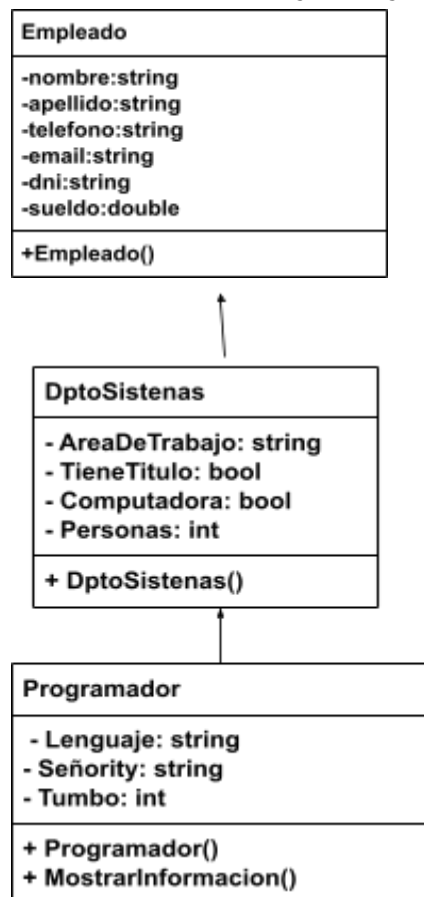 Empleado
-nombre:string
-apellido:string
-telefono:string
-email:string
-dni:string
-sueldo:double
+Empleado()
DptoSistenas
- AreaDeTrabajo: string
- TieneTitulo: bool
- Computadora: bool
- Personas: int
+ DptoSistenas()
Programador
- Lenguaje: string
- Señority: string
- Tumbo: int
+ Programador()
+ MostrarInformacion()